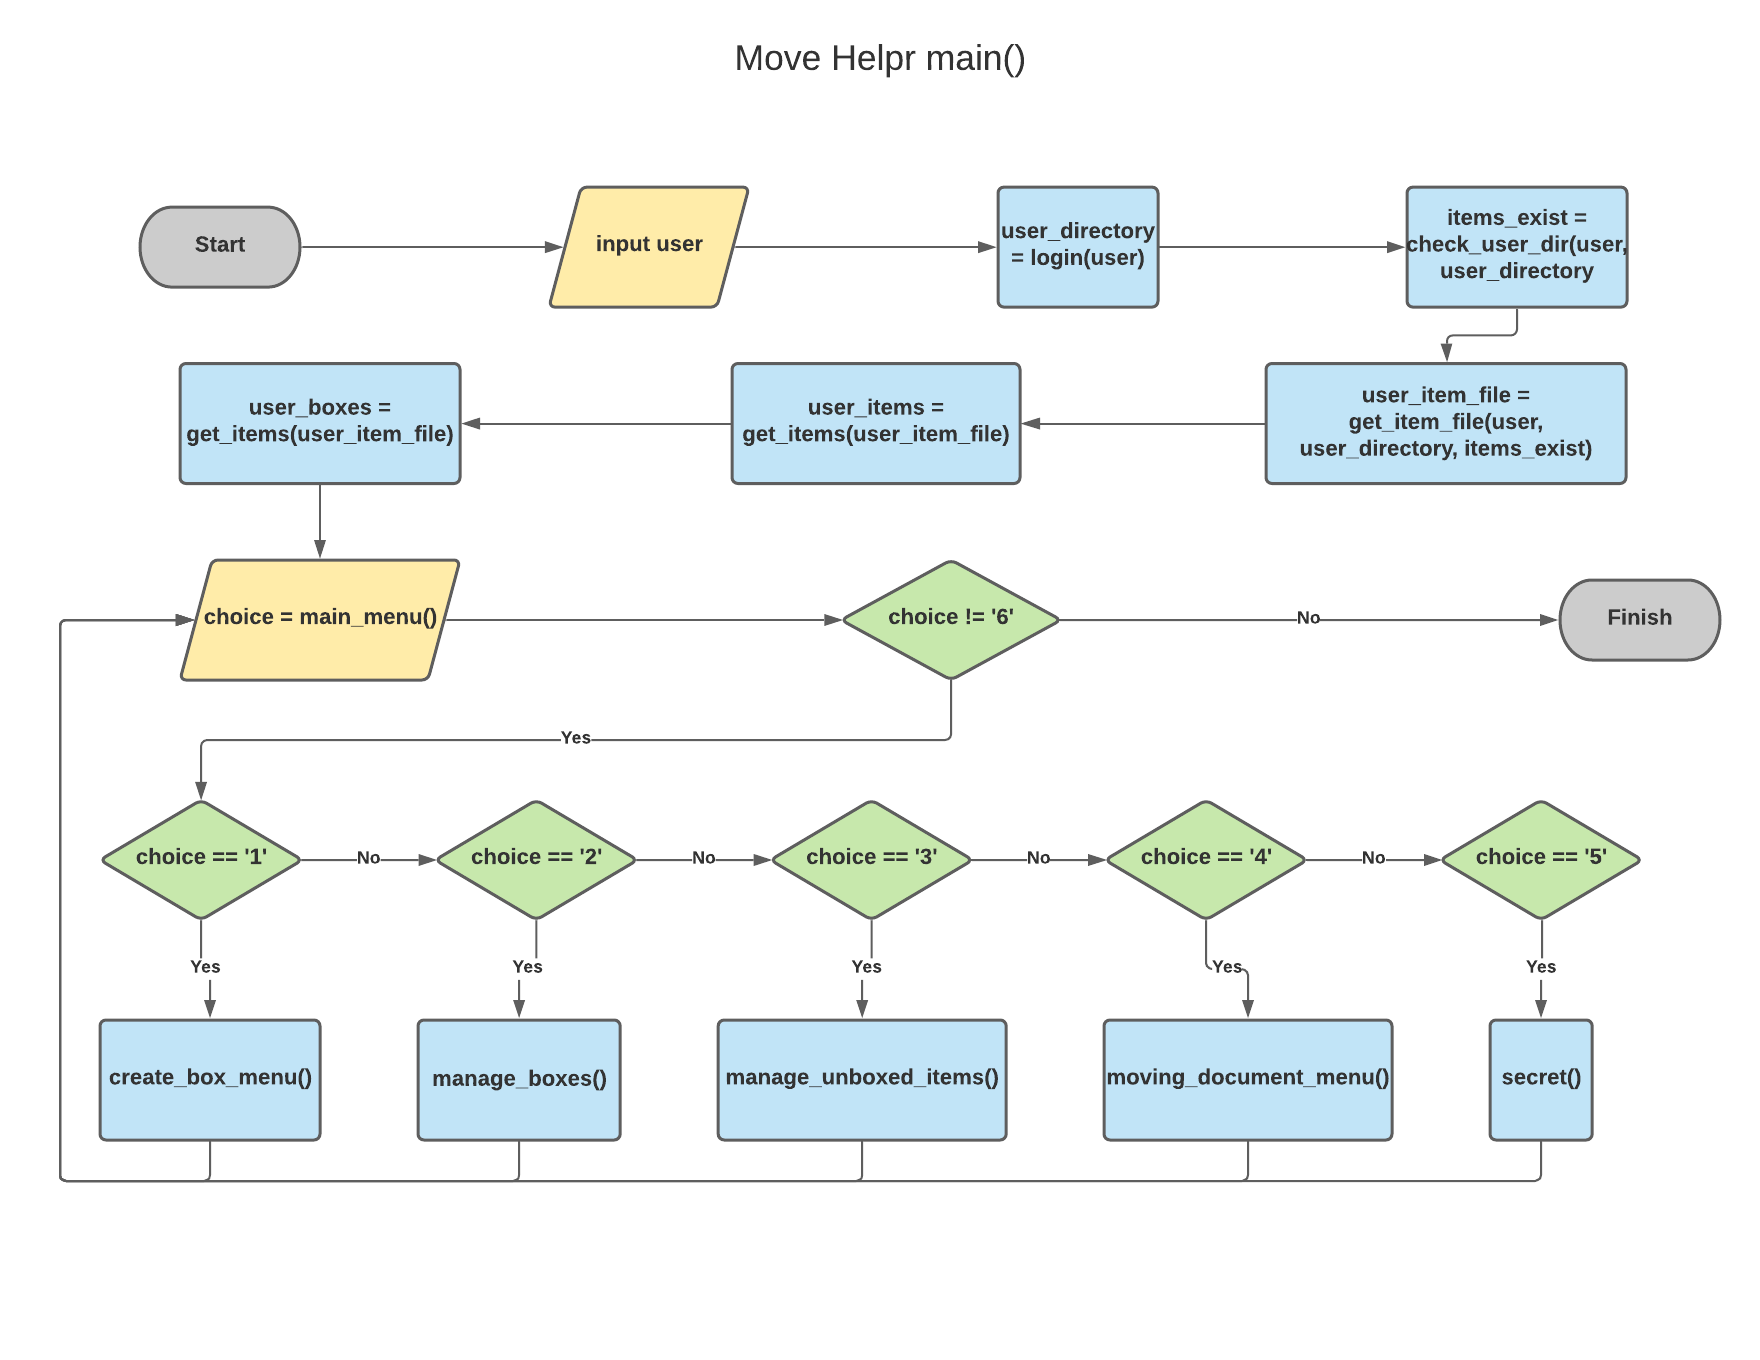 Move Helpr main()
Start
input user
user_directory
= login(user)
items_exist =
check_user_dir(user,
user_directory
user_boxes =
get_items(user_item_file)
user_items =
get_items(user_item_file)
user_item_file =
get_item_file(user,
user_directory, items_exist)
choice = main_menu()
choice != '6'
No
Finish
Yes
choice == '1'
No
choice == '2'
No
choice == '3'
No
choice == '4'
No
choice == '5'
Yes
Yes
Yes
Yes
Yes
create_box_menu()
manage_boxes()
manage_unboxed_items()
moving_document_menu()
secret()